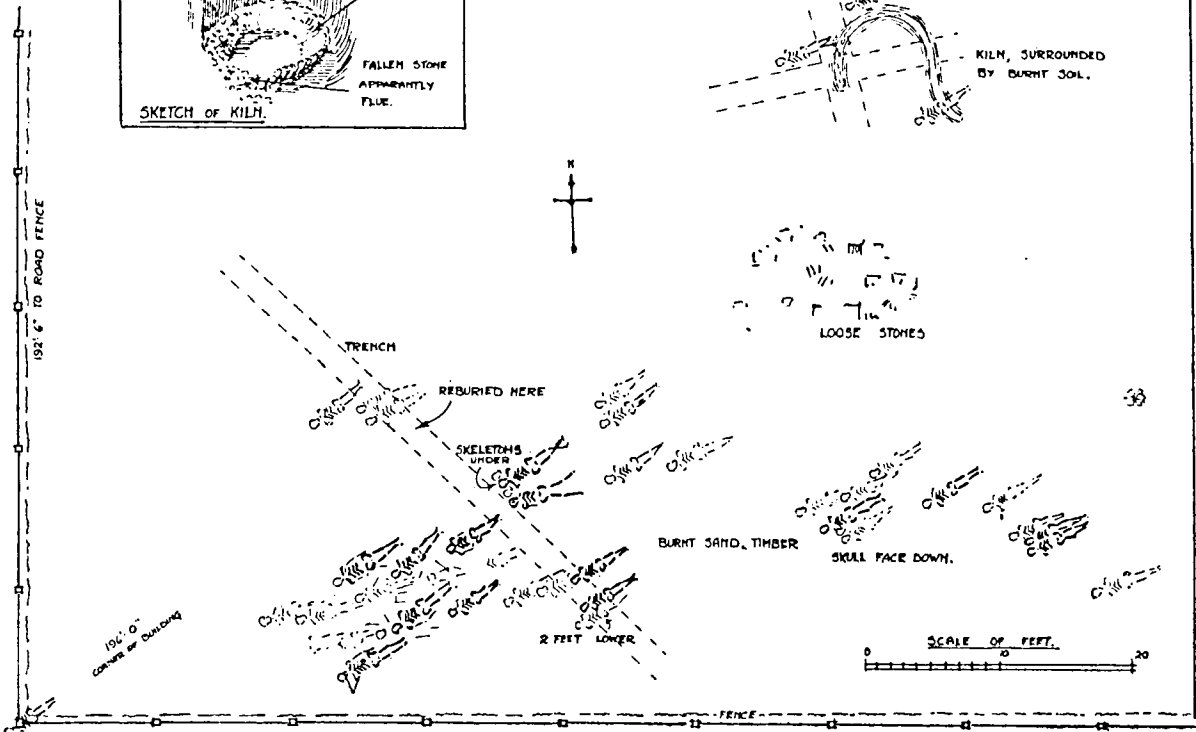 FALLEN STONE
APPARANTLY
FLUE.
SKETCH OF KILN.
KILN, SURROUNDED
BY BURNT SOIL.
N
192' 6" TO ROAD FENCE
LOOSE STONES
TRENCH
REBURIED HERE
SKELETONS
UNDER
BURNT SAND, TIMBER
SKULL FACE DOWN.
196' 0"
CORNER OF BUILDING
2 FEET LOWER
SCALE OF FEET.
0 10 20
FENCE